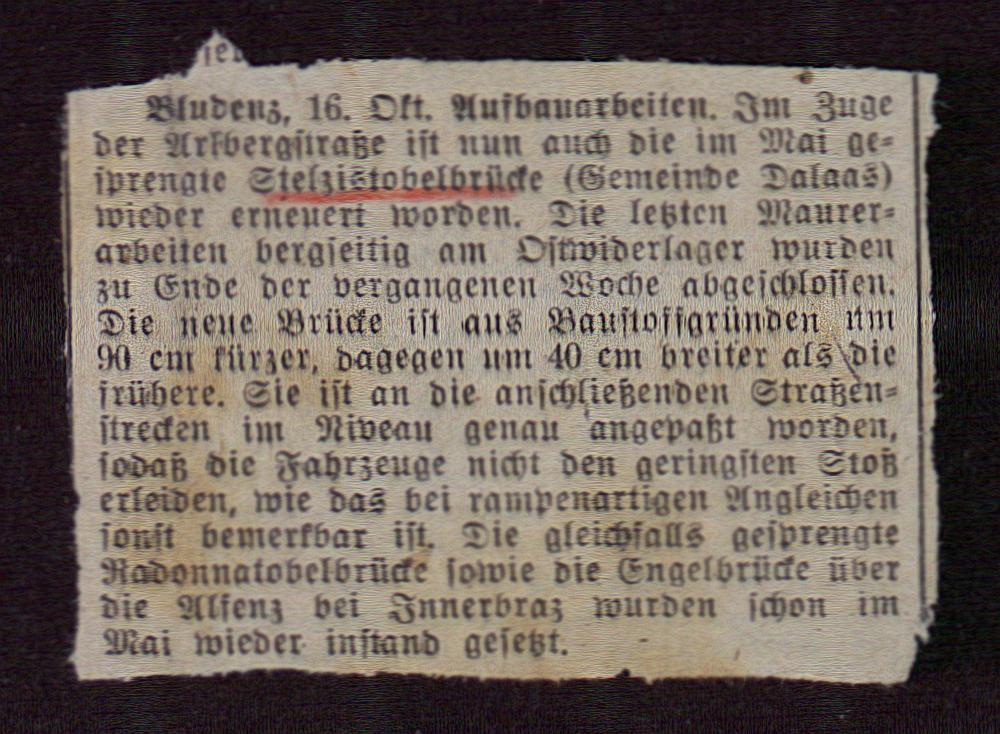 Bludenz, 16. Okt. Aufbauarbeiten. Im Zuge
der Arlbergstraße ist nun auch die im Mai ge-
sprengte Stelzistobelbrücke (Gemeinde Dalaas)
wieder erneuert worden. Die letzten Maurer-
arbeiten bergseitig am Ostwiderlager wurden
zu Ende der vergangenen Woche abgeschlossen.
Die neue Brücke ist aus Baustoffgründen um
90 cm kürzer, dagegen um 40 cm breiter als die
frühere. Sie ist an die anschließenden Straßen-
strecken im Niveau genau angepaßt worden,
sodaß die Fahrzeuge nicht den geringsten Stoß
erleiden, wie das bei rampenartigen Angleichen
sonst bemerkbar ist. Die gleichfalls gesprengte
Radonnatobelbrücke sowie die Engelbrücke über
die Alfenz bei Innerbraz wurden schon im
Mai wieder instand gesetzt.